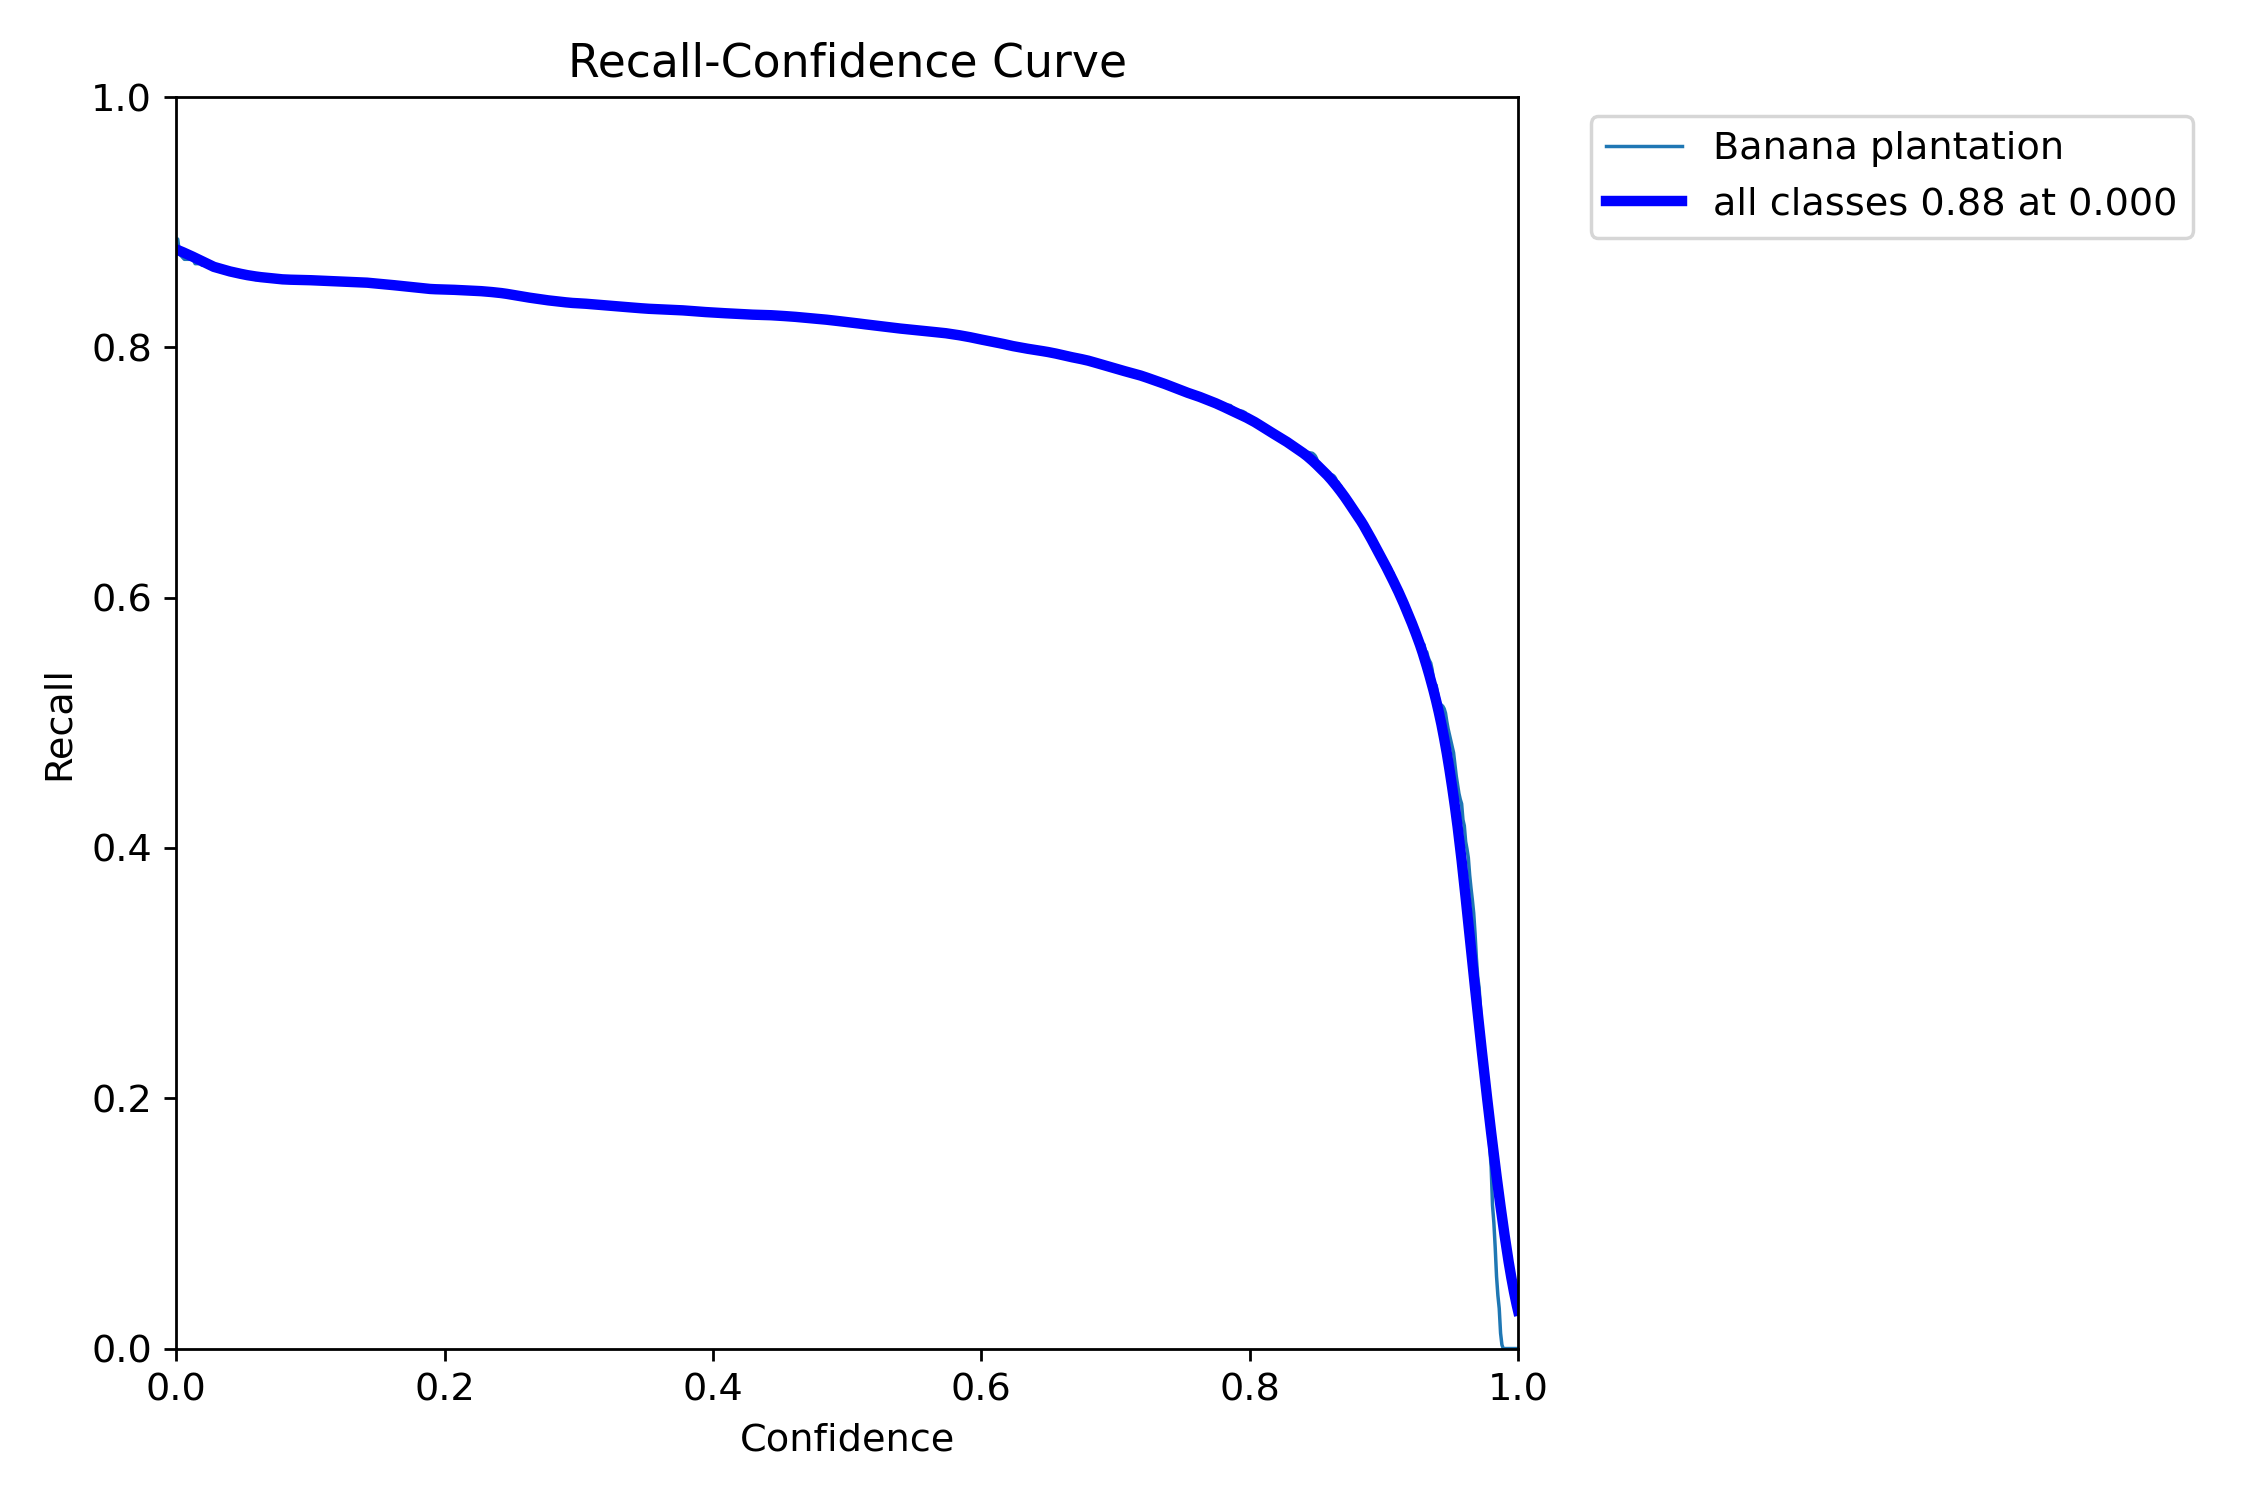 Recall-Confidence Curve
1.0
0.8
0.6
0.4
0.2
0.0
Recall
0.0 0.2 0.4 0.6 0.8 1.0
Confidence
Banana plantation
all classes 0.88 at 0.000